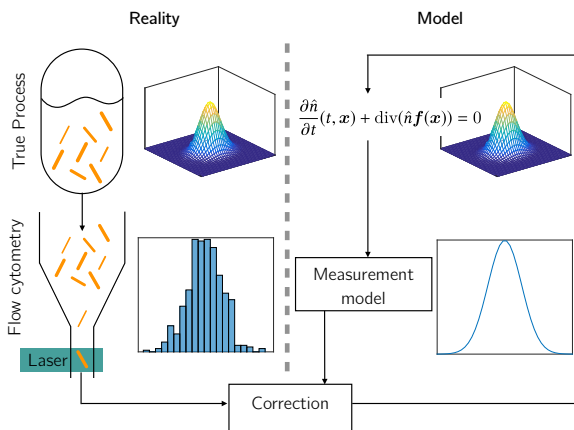 Reality
Model
True Process
∂n̂/∂t (t, x) + div(n̂f(x)) = 0
Flow cytometry
Measurement
model
Laser
Correction